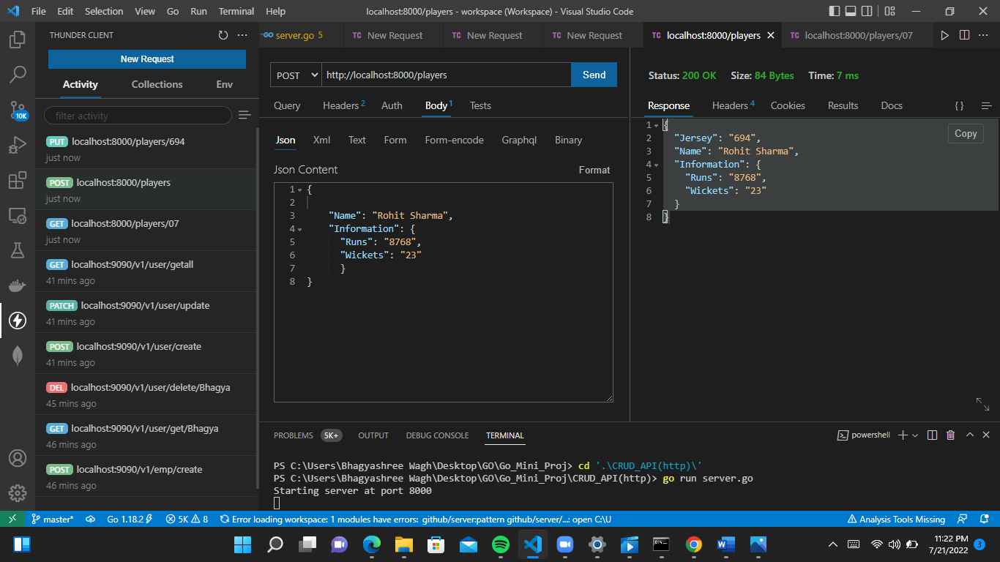 File Edit Selection View Go Run Terminal Help localhost:8000/players - workspace (Workspace) - Visual Studio Code
THUNDER CLIENT
New Request
Activity Collections Env
filter activity
PUT localhost:8000/players/694
just now
POST localhost:8000/players
just now
GET localhost:8000/players/07
just now
GET localhost:9090/v1/user/getall
41 mins ago
PATCH localhost:9090/v1/user/update
41 mins ago
POST localhost:9090/v1/user/create
41 mins ago
DEL localhost:9090/v1/user/delete/Bhagya
45 mins ago
GET localhost:9090/v1/user/get/Bhagya
46 mins ago
POST localhost:9090/v1/emp/create
46 mins ago
10K
GO server.go 5 TC New Request TC New Request TC New Request TC localhost:8000/players TC localhost:8000/players/07
POST http://localhost:8000/players Send
Query Headers 2 Auth Body 1 Tests
Json Xml Text Form Form-encode Graphql Binary
Json Content Format
1 {
2
3 "Name": "Rohit Sharma",
4 "Information": {
5 "Runs": "8768",
6 "Wickets": "23"
7 }
8 }
Status: 200 OK Size: 84 Bytes Time: 7 ms
Response Headers 4 Cookies Results Docs { }
Copy
1 {
2 "Jersey": "694",
3 "Name": "Rohit Sharma",
4 "Information": {
5 "Runs": "8768",
6 "Wickets": "23"
7 }
8 }
PROBLEMS 5K+ OUTPUT DEBUG CONSOLE TERMINAL powershell
PS C:\Users\Bhagyashree Wagh\Desktop\GO\Go_Mini_Proj> cd '.\CRUD_API(http)\'
PS C:\Users\Bhagyashree Wagh\Desktop\GO\Go_Mini_Proj\CRUD_API(http)> go run server.go
Starting server at port 8000
master* Go 1.18.2 5K 8 Error loading workspace: 1 modules have errors: github/server:pattern github/server/...: open C:\U Analysis Tools Missing
11:22 PM
7/21/2022 3